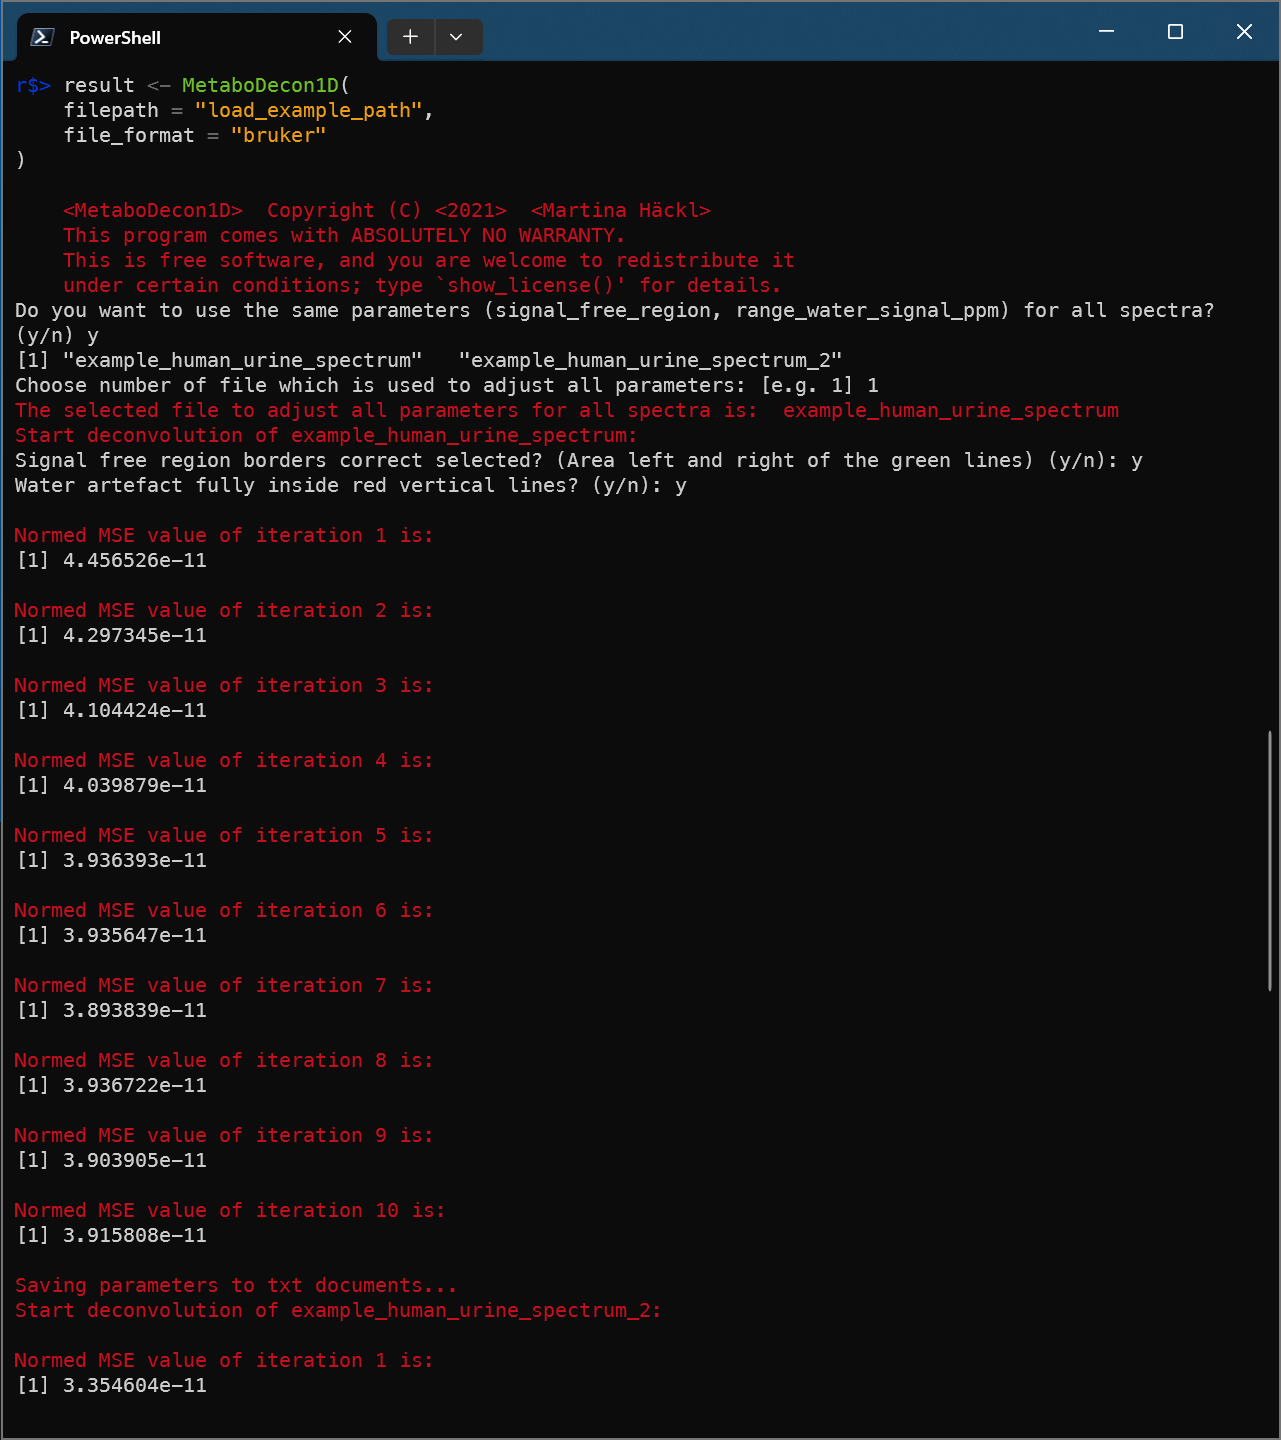 PowerShell
r$> result <- MetaboDecon1D(
    filepath = "load_example_path",
    file_format = "bruker"
)
    <MetaboDecon1D>  Copyright (C) <2021>  <Martina Häckl>
    This program comes with ABSOLUTELY NO WARRANTY.
    This is free software, and you are welcome to redistribute it
    under certain conditions; type `show_license()' for details.
Do you want to use the same parameters (signal_free_region, range_water_signal_ppm) for all spectra?
(y/n) y
[1] "example_human_urine_spectrum"   "example_human_urine_spectrum_2"
Choose number of file which is used to adjust all parameters: [e.g. 1] 1
The selected file to adjust all parameters for all spectra is:  example_human_urine_spectrum
Start deconvolution of example_human_urine_spectrum:
Signal free region borders correct selected? (Area left and right of the green lines) (y/n): y
Water artefact fully inside red vertical lines? (y/n): y
Normed MSE value of iteration 1 is:
[1] 4.456526e-11
Normed MSE value of iteration 2 is:
[1] 4.297345e-11
Normed MSE value of iteration 3 is:
[1] 4.104424e-11
Normed MSE value of iteration 4 is:
[1] 4.039879e-11
Normed MSE value of iteration 5 is:
[1] 3.936393e-11
Normed MSE value of iteration 6 is:
[1] 3.935647e-11
Normed MSE value of iteration 7 is:
[1] 3.893839e-11
Normed MSE value of iteration 8 is:
[1] 3.936722e-11
Normed MSE value of iteration 9 is:
[1] 3.903905e-11
Normed MSE value of iteration 10 is:
[1] 3.915808e-11
Saving parameters to txt documents...
Start deconvolution of example_human_urine_spectrum_2:
Normed MSE value of iteration 1 is:
[1] 3.354604e-11